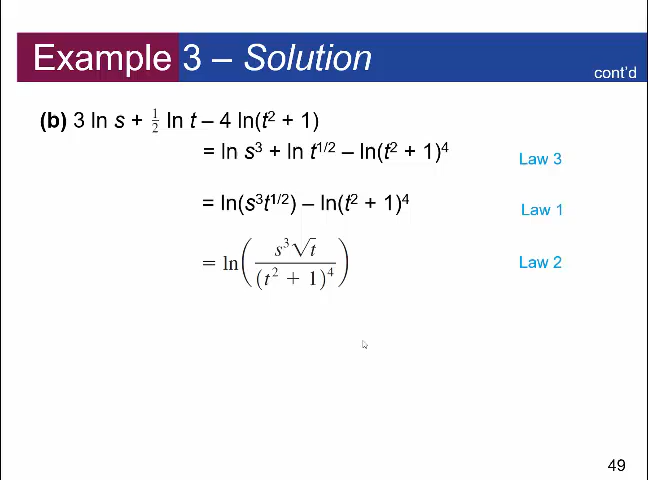 Example 3 – Solution
cont'd
(b) 3 ln s + 1/2 ln t – 4 ln(t² + 1)
= ln s³ + ln t^{1/2} – ln(t² + 1)⁴ Law 3
= ln(s³t^{1/2}) – ln(t² + 1)⁴ Law 1
= ln(s³√t / (t² + 1)⁴) Law 2
49